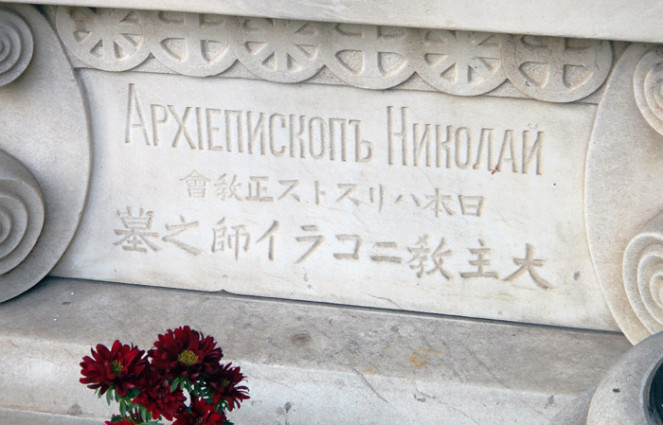 Архіепископъ Николай
日本ハリストス正教會
大主教ニコライ師之墓